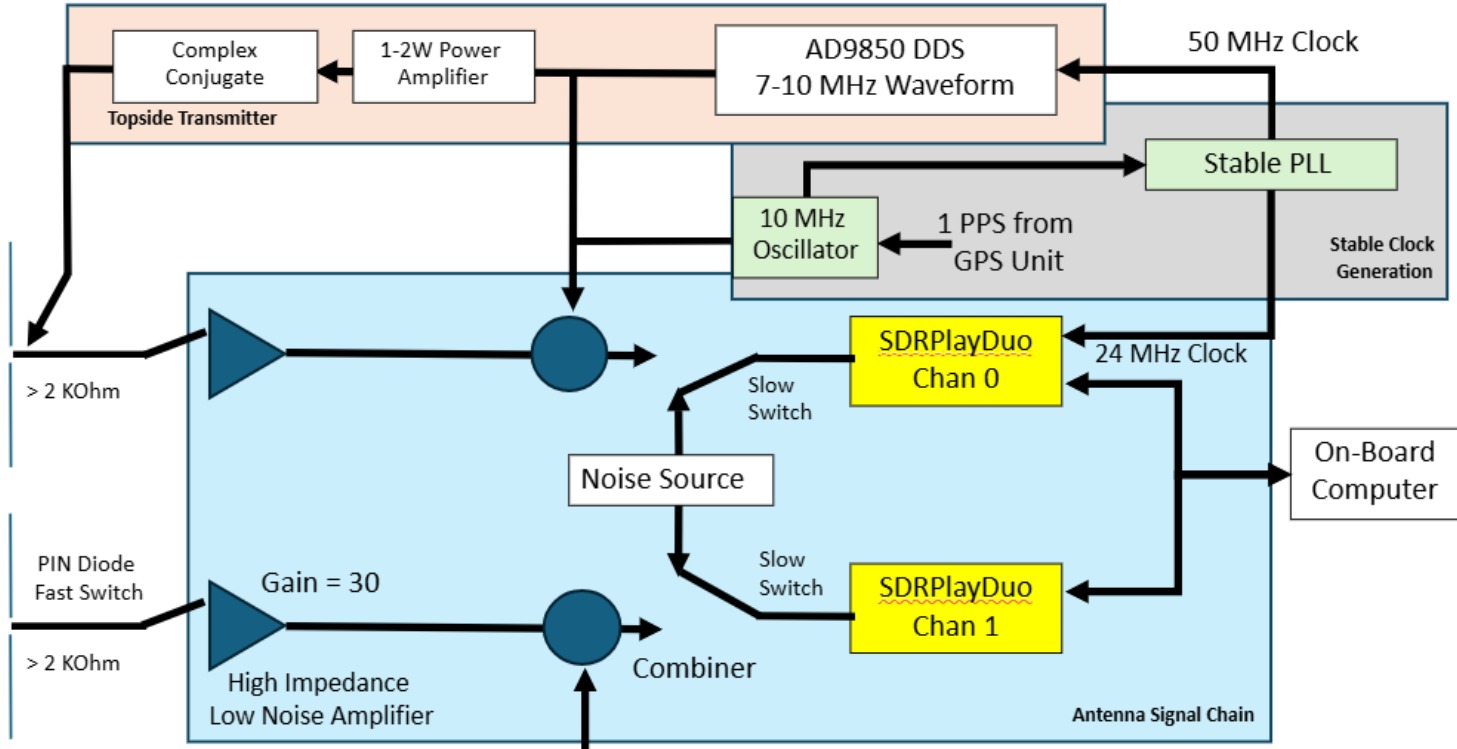 Complex
Conjugate
1-2W Power
Amplifier
AD9850 DDS
7-10 MHz Waveform
50 MHz Clock
Topside Transmitter
Stable PLL
10 MHz
Oscillator
1 PPS from
GPS Unit
Stable Clock
Generation
> 2 KOhm
SDRPlayDuo
Chan 0
24 MHz Clock
Slow
Switch
Noise Source
On-Board
Computer
PIN Diode
Fast Switch
Gain = 30
Slow
Switch
SDRPlayDuo
Chan 1
> 2 KOhm
Combiner
High Impedance
Low Noise Amplifier
Antenna Signal Chain